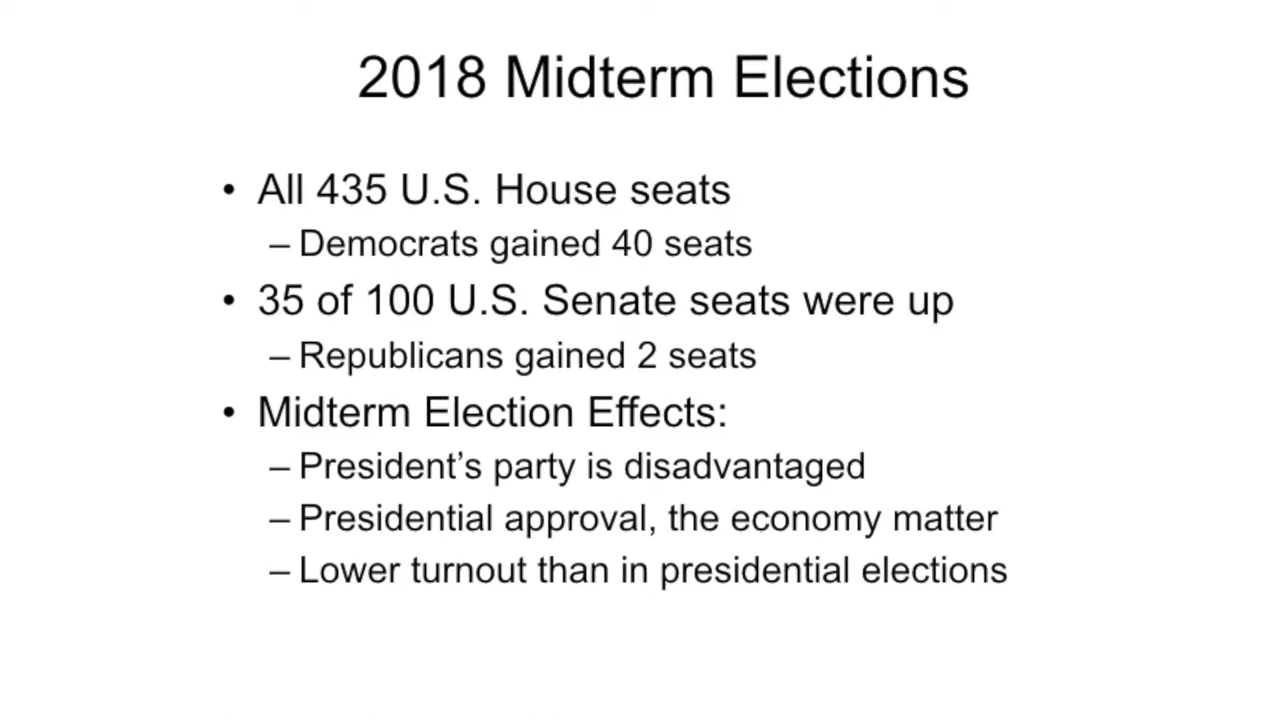 2018 Midterm Elections
• All 435 U.S. House seats
– Democrats gained 40 seats
• 35 of 100 U.S. Senate seats were up
– Republicans gained 2 seats
• Midterm Election Effects:
– President’s party is disadvantaged
– Presidential approval, the economy matter
– Lower turnout than in presidential elections